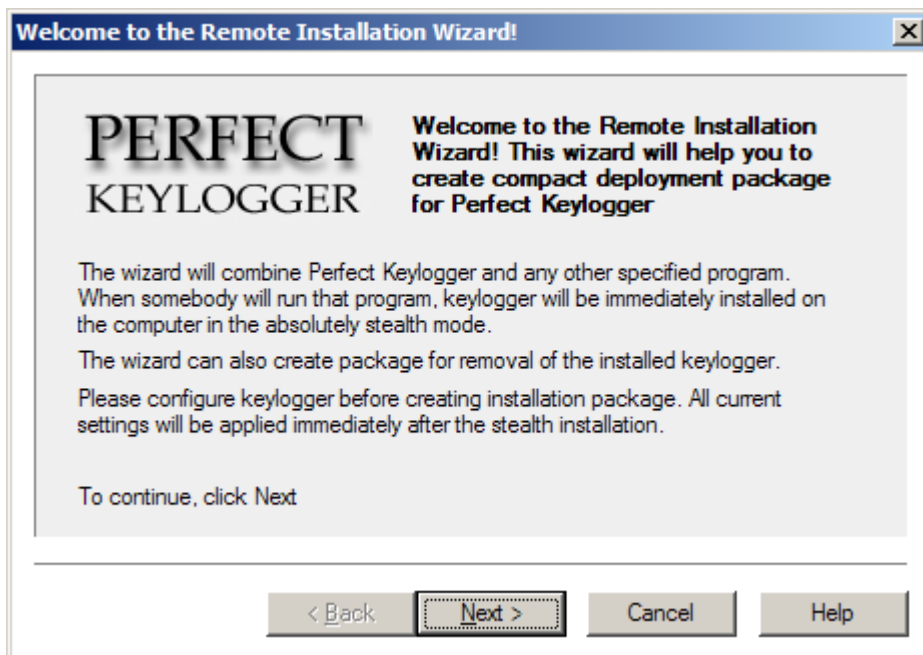 Welcome to the Remote Installation Wizard!
PERFECT
KEYLOGGER
Welcome to the Remote Installation
Wizard! This wizard will help you to
create compact deployment package
for Perfect Keylogger
The wizard will combine Perfect Keylogger and any other specified program.
When somebody will run that program, keylogger will be immediately installed on
the computer in the absolutely stealth mode.
The wizard can also create package for removal of the installed keylogger.
Please configure keylogger before creating installation package. All current
settings will be applied immediately after the stealth installation.
To continue, click Next
< Back
Next >
Cancel
Help